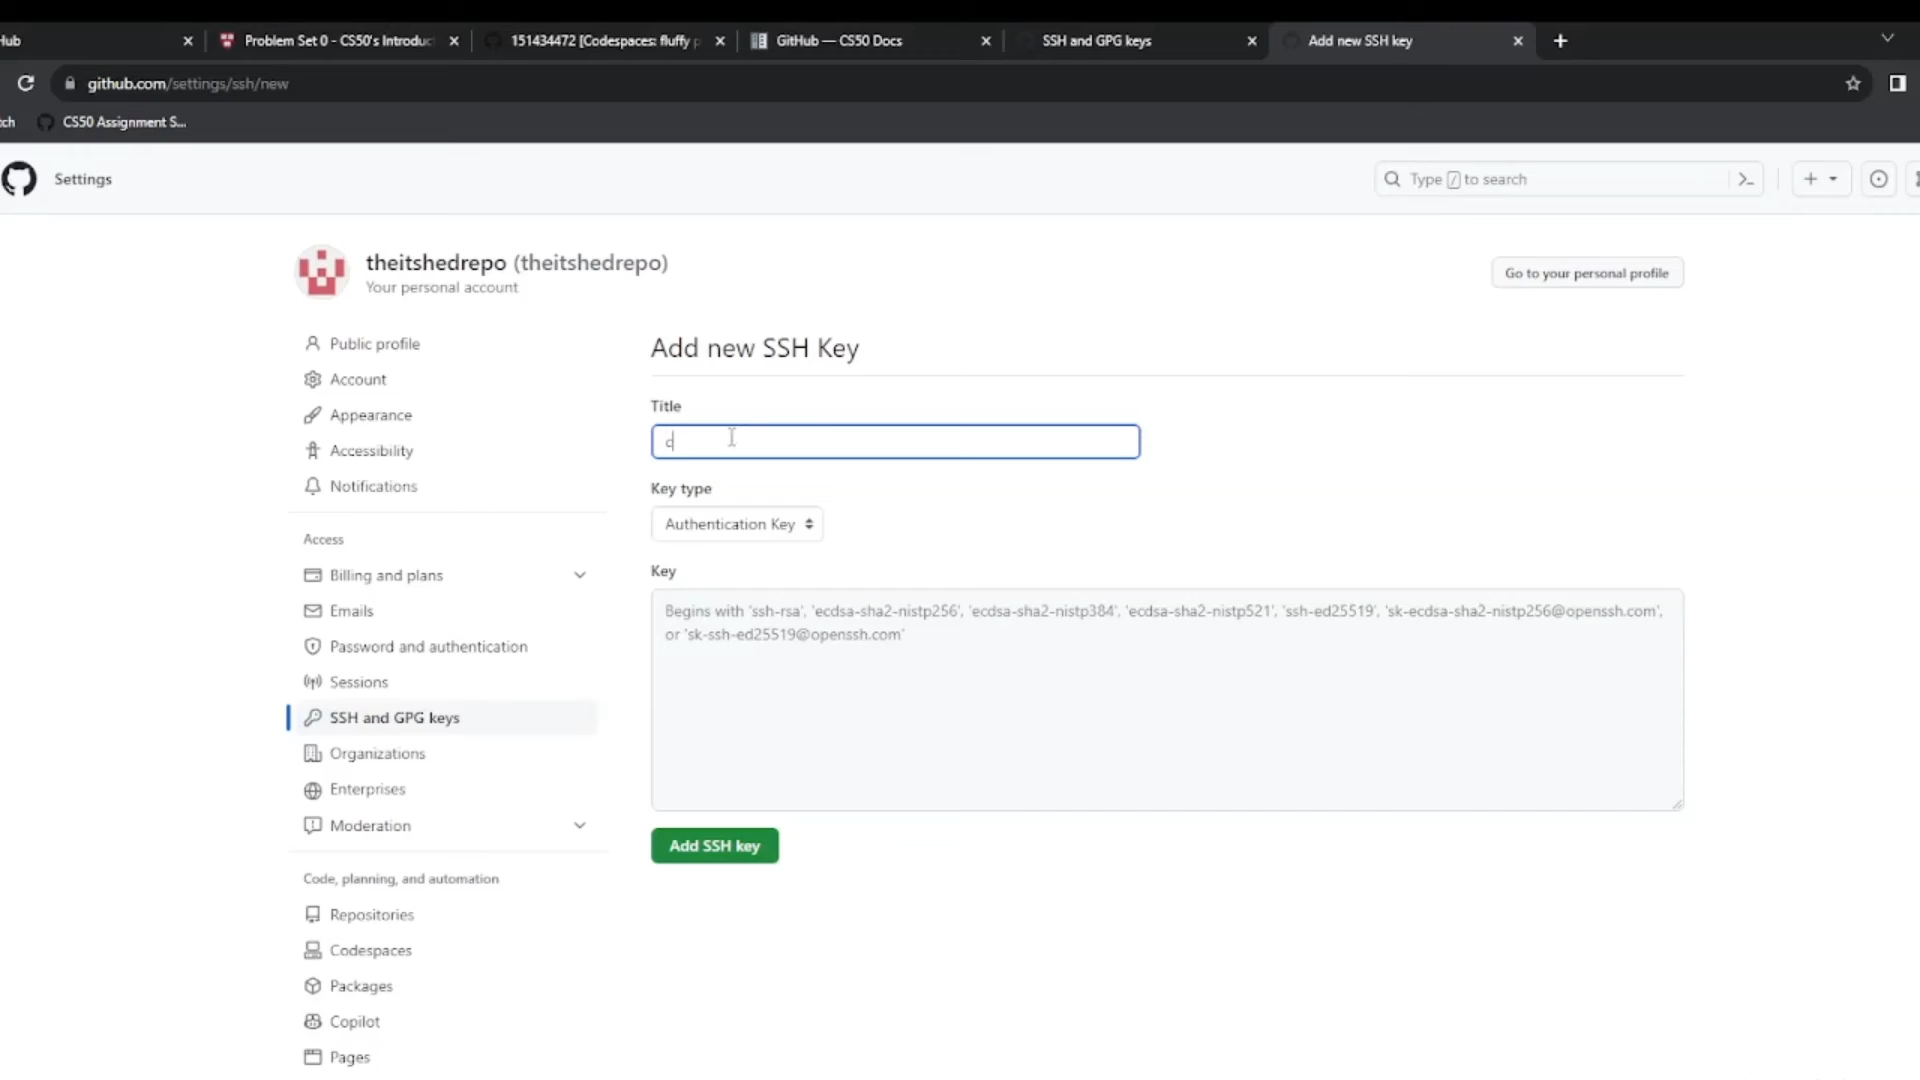 Hub
Problem Set 0 - CS50's Introduc
151434472 [Codespaces: fluffy p
GitHub — CS50 Docs
SSH and GPG keys
Add new SSH key
github.com/settings/ssh/new
tch
CS50 Assignment S...
Settings
Type / to search
theitshedrepo (theitshedrepo)
Your personal account
Go to your personal profile
Public profile
Account
Appearance
Accessibility
Notifications
Access
Billing and plans
Emails
Password and authentication
Sessions
SSH and GPG keys
Organizations
Enterprises
Moderation
Code, planning, and automation
Repositories
Codespaces
Packages
Copilot
Pages
Add new SSH Key
Title
c
Key type
Authentication Key
Key
Begins with 'ssh-rsa', 'ecdsa-sha2-nistp256', 'ecdsa-sha2-nistp384', 'ecdsa-sha2-nistp521', 'ssh-ed25519', 'sk-ecdsa-sha2-nistp256@openssh.com',
or 'sk-ssh-ed25519@openssh.com'
Add SSH key